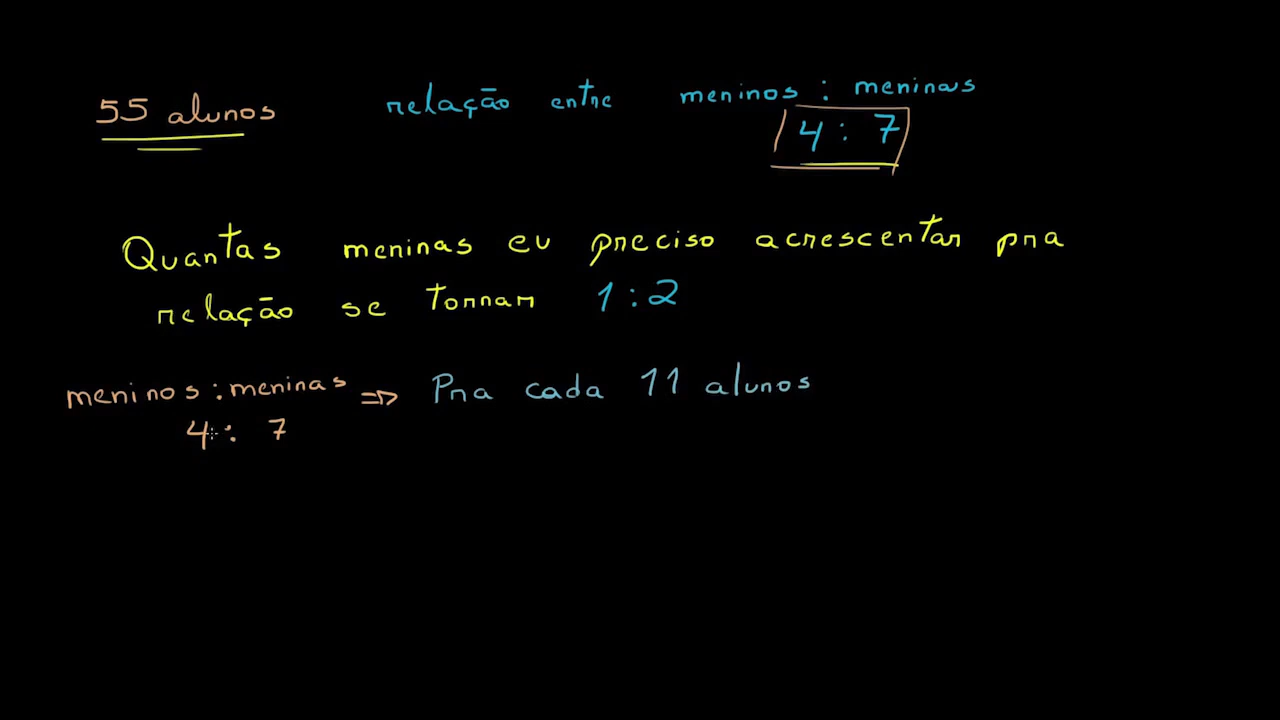 55 alunos relação entre meninos : meninas
4 : 7
Quantas meninas eu preciso acrescentar pra
relação se tornar 1 : 2
meninos : meninas ⇒ Pra cada 11 alunos
4 : 7